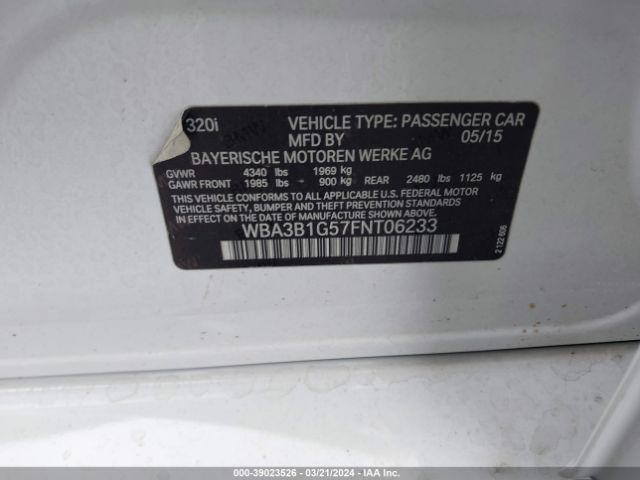 320i VEHICLE TYPE: PASSENGER CAR
MFD BY 05/15
BAYERISCHE MOTOREN WERKE AG
GVWR 4340 lbs 1969 kg
GAWR FRONT 1985 lbs - 900 kg REAR 2480 lbs 1125 kg
THIS VEHICLE CONFORMS TO ALL APPLICABLE U.S. FEDERAL MOTOR
VEHICLE SAFETY, BUMPER AND THEFT PREVENTION STANDARDS
IN EFFECT ON THE DATE OF MANUFACTURE SHOWN ABOVE.
WBA3B1G57FNT06233
2 122 606
000-39023526 - 03/21/2024 - IAA Inc.